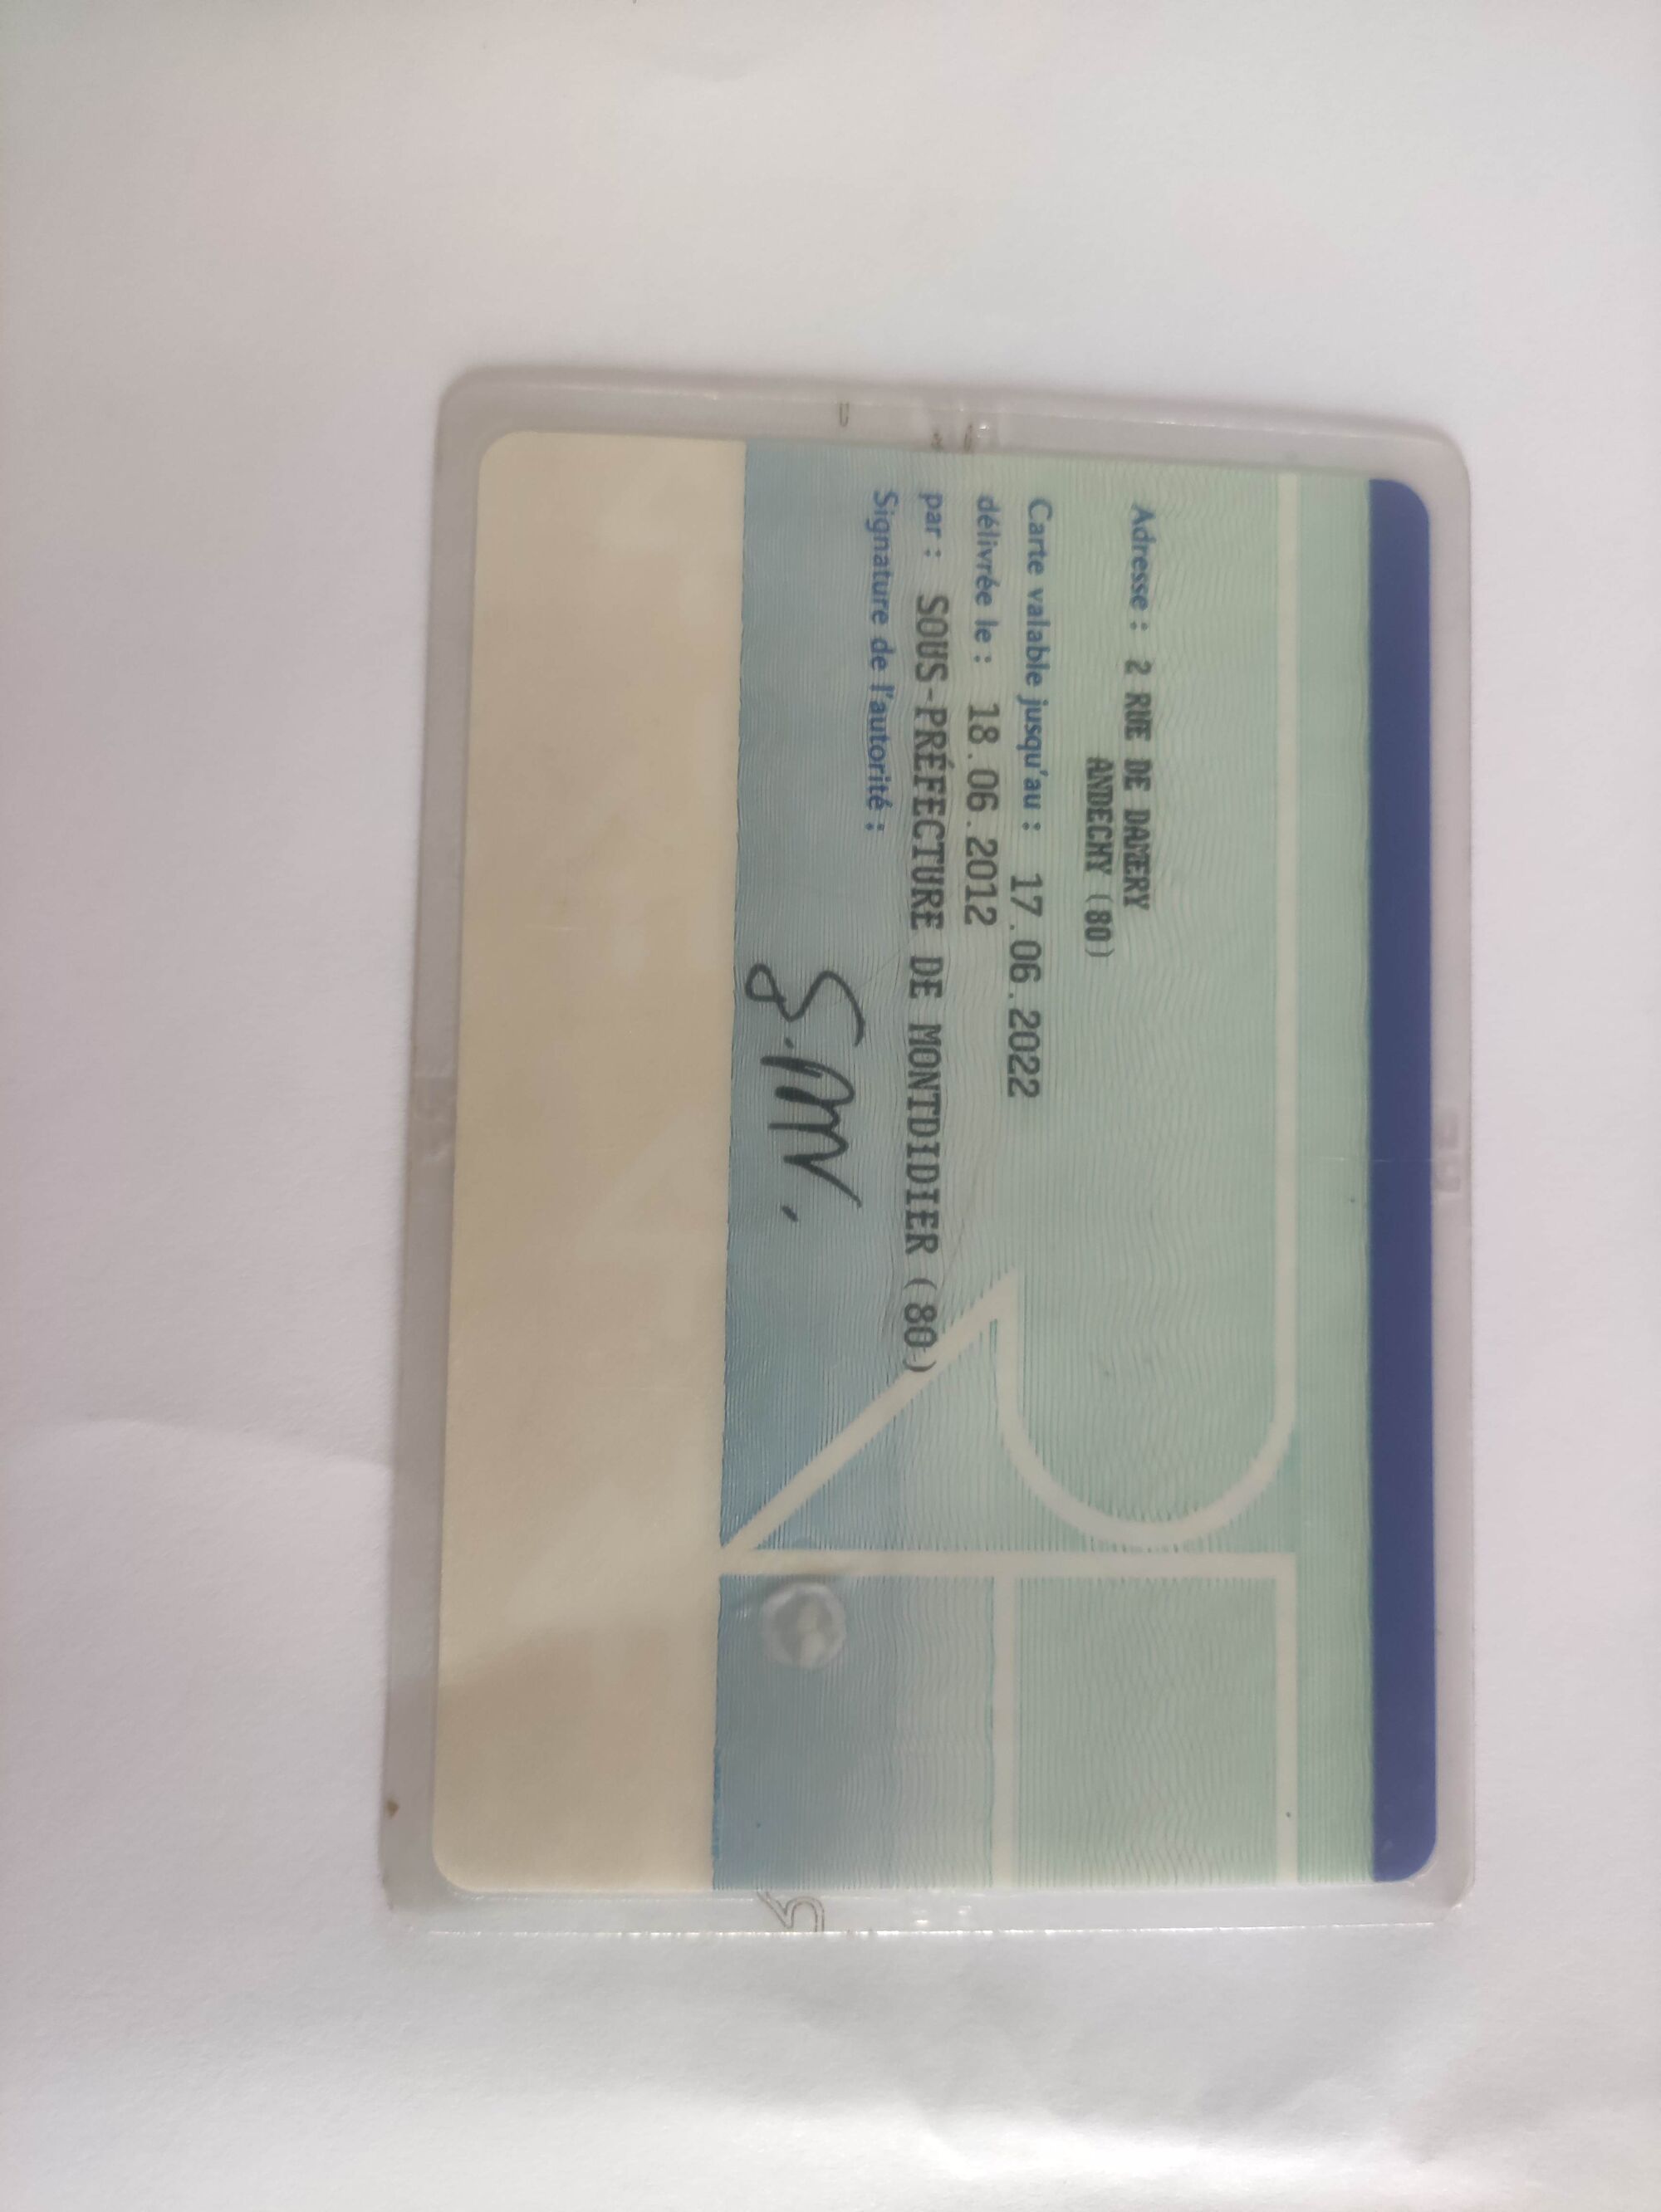 Adresse : 2 RUE DE DAMERY
ANDECHY (80)
Carte valable jusqu'au : 17.06.2022
délivrée le : 18.06.2012
par : SOUS-PRÉFECTURE DE MONTDIDIER (80)
Signature de l'autorité :